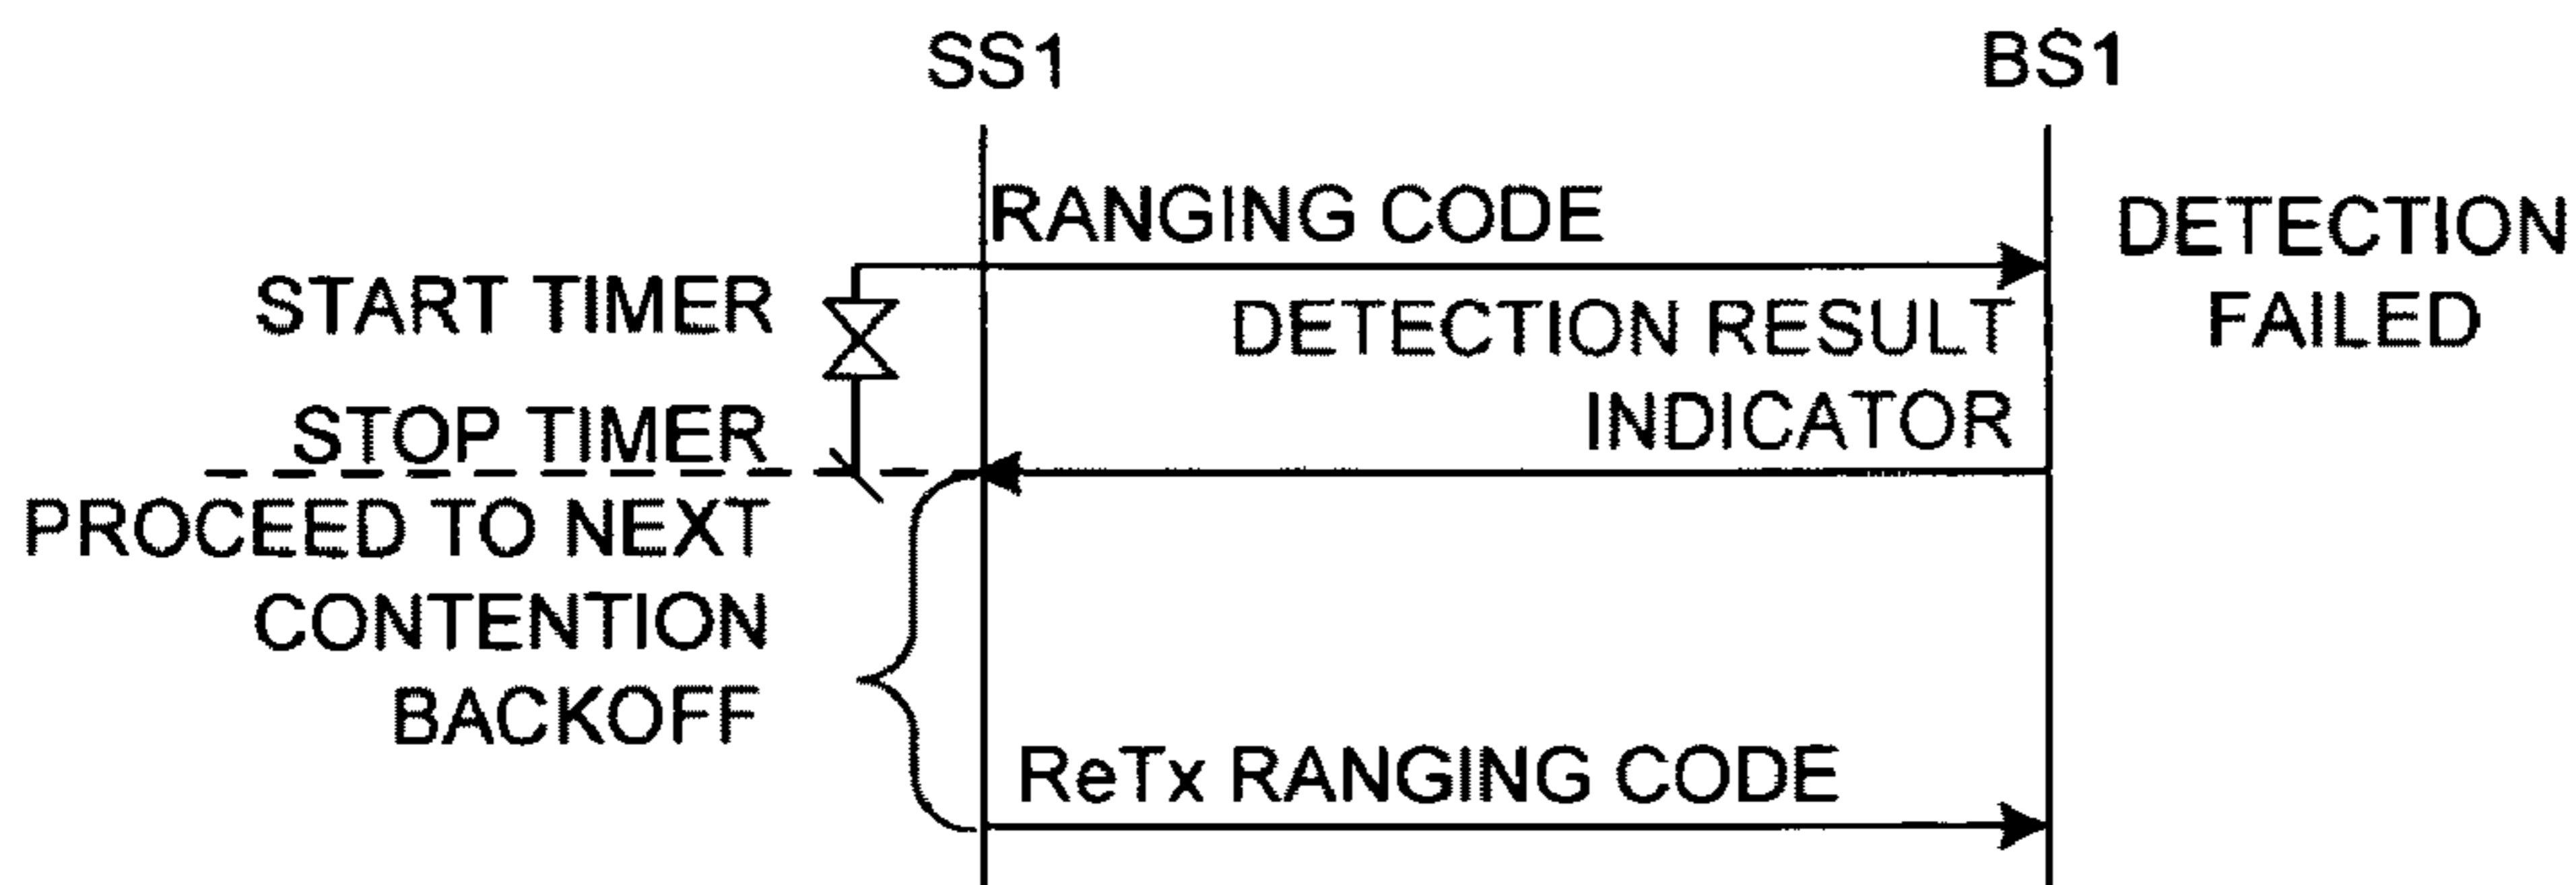 SS1
BS1
RANGING CODE
DETECTION
FAILED
START TIMER
DETECTION RESULT
INDICATOR
STOP TIMER
PROCEED TO NEXT
CONTENTION
BACKOFF
ReTx RANGING CODE